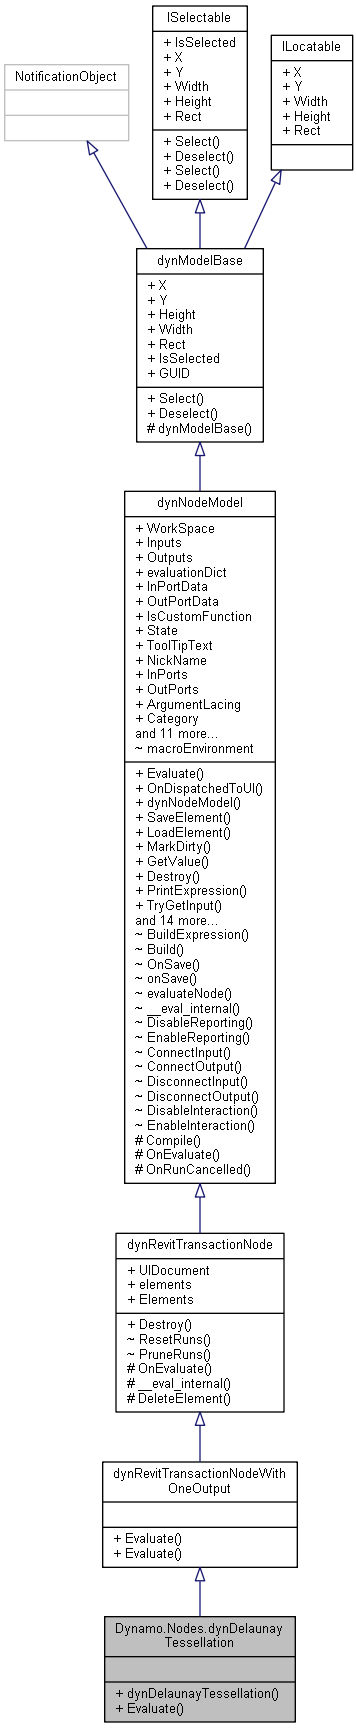 NotificationObject
ISelectable
+ IsSelected
+ X
+ Y
+ Width
+ Height
+ Rect
+ Select()
+ Deselect()
+ Select()
+ Deselect()
ILocatable
+ X
+ Y
+ Width
+ Height
+ Rect
dynModelBase
+ X
+ Y
+ Height
+ Width
+ Rect
+ IsSelected
+ GUID
+ Select()
+ Deselect()
# dynModelBase()
dynNodeModel
+ WorkSpace
+ Inputs
+ Outputs
+ evaluationDict
+ InPortData
+ OutPortData
+ IsCustomFunction
+ State
+ ToolTipText
+ NickName
+ InPorts
+ OutPorts
+ ArgumentLacing
+ Category
and 11 more...
~ macroEnvironment
+ Evaluate()
+ OnDispatchedToUI()
+ dynNodeModel()
+ SaveElement()
+ LoadElement()
+ MarkDirty()
+ GetValue()
+ Destroy()
+ PrintExpression()
+ TryGetInput()
and 14 more...
~ BuildExpression()
~ Build()
~ OnSave()
~ onSave()
~ evaluateNode()
~ __eval_internal()
~ DisableReporting()
~ EnableReporting()
~ ConnectInput()
~ ConnectOutput()
~ DisconnectInput()
~ DisconnectOutput()
~ DisableInteraction()
~ EnableInteraction()
# Compile()
# OnEvaluate()
# OnRunCancelled()
dynRevitTransactionNode
+ UIDocument
+ elements
+ Elements
+ Destroy()
~ ResetRuns()
~ PruneRuns()
# OnEvaluate()
# __eval_internal()
# DeleteElement()
dynRevitTransactionNodeWith
OneOutput
+ Evaluate()
+ Evaluate()
Dynamo.Nodes.dynDelaunay
Tessellation
+ dynDelaunayTessellation()
+ Evaluate()